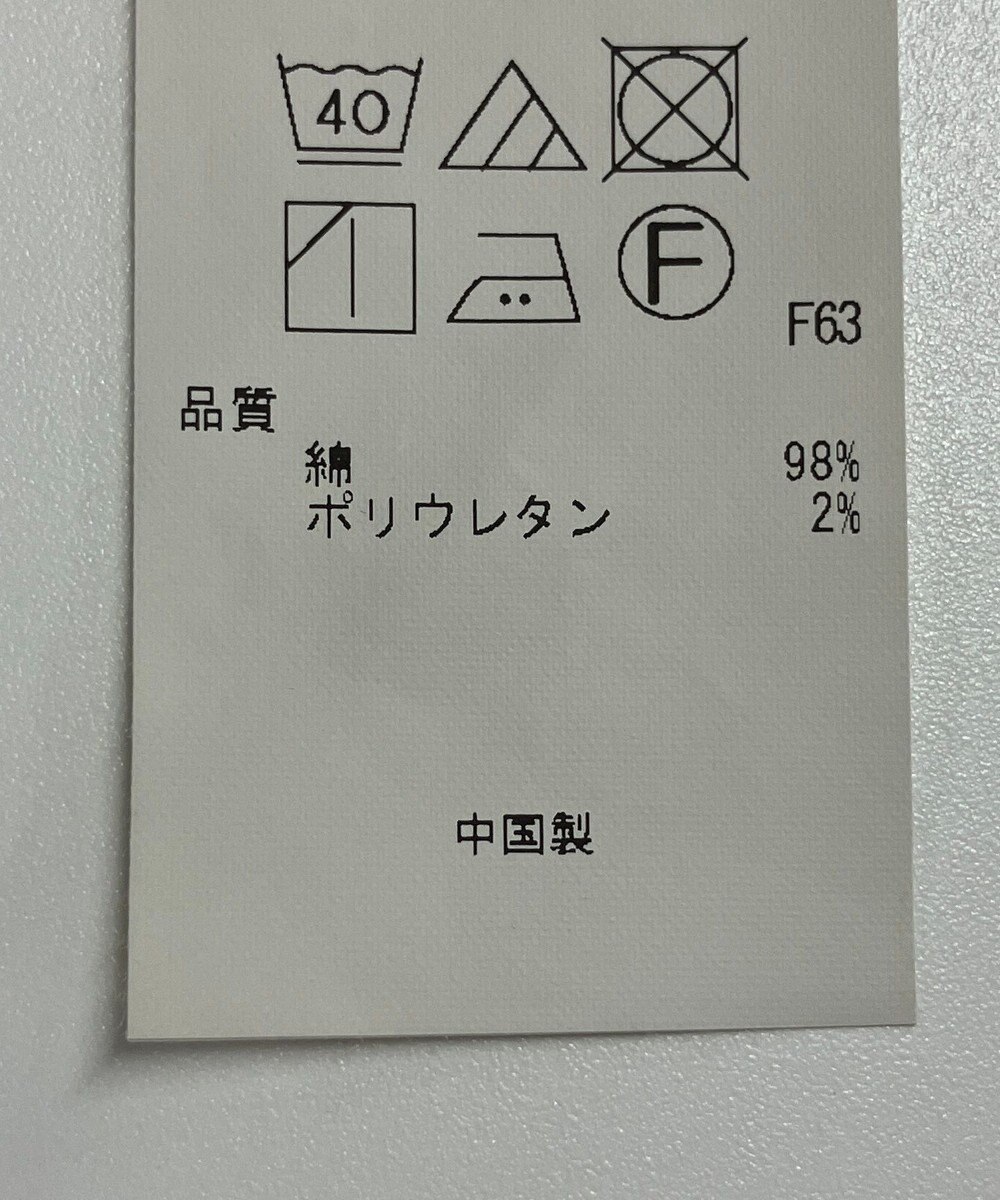 40
F
F63
品質
綿 98%
ポリウレタン 2%
中国製